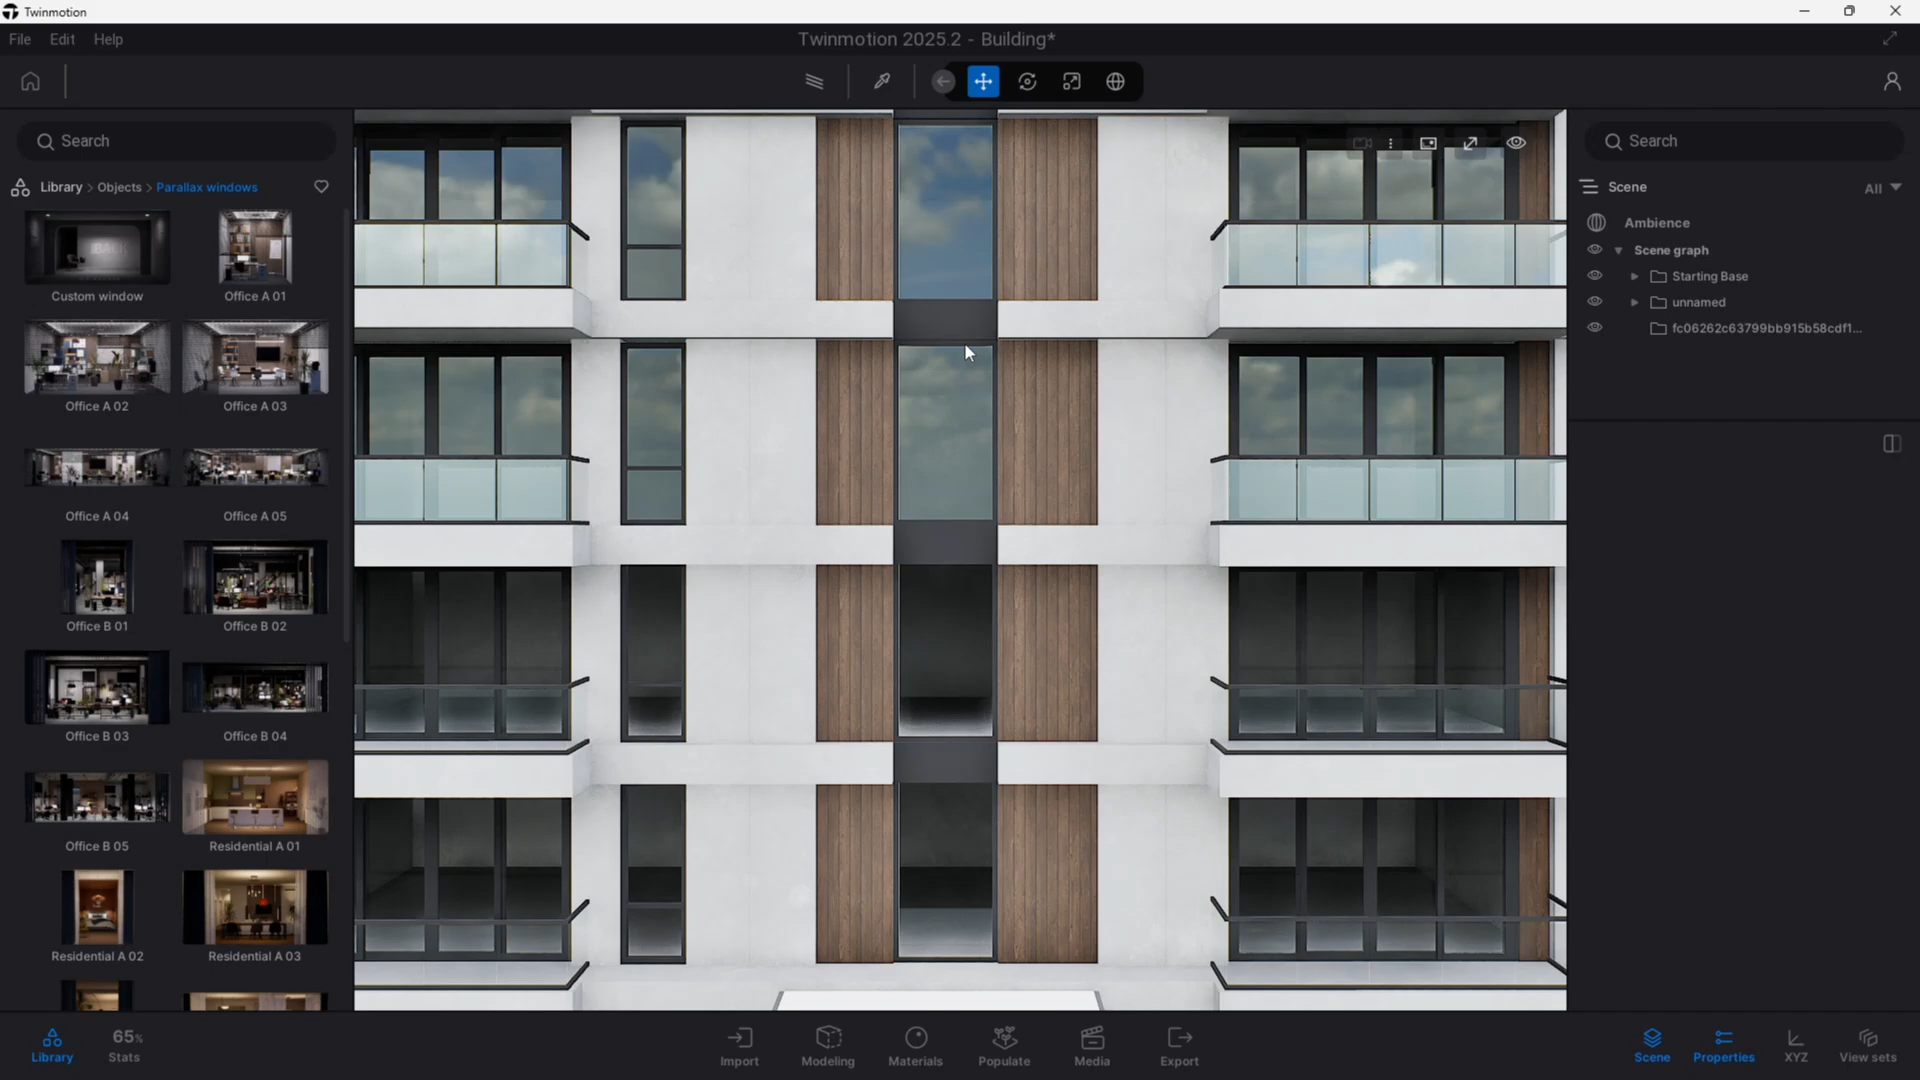 Twinmotion
File Edit Help
Twinmotion 2025.2 - Building*
Search
Library > Objects > Parallax windows
Custom window
Office A 01
Office A 02
Office A 03
Office A 04
Office A 05
Office B 01
Office B 02
Office B 03
Office B 04
Office B 05
Residential A 01
Residential A 02
Residential A 03
Search
Scene
All
Ambience
Scene graph
Starting Base
unnamed
fc06262c63799bb915b58cdf1...
Library
65%
Stats
Import
Modeling
Materials
Populate
Media
Export
Scene
Properties
XYZ
View sets